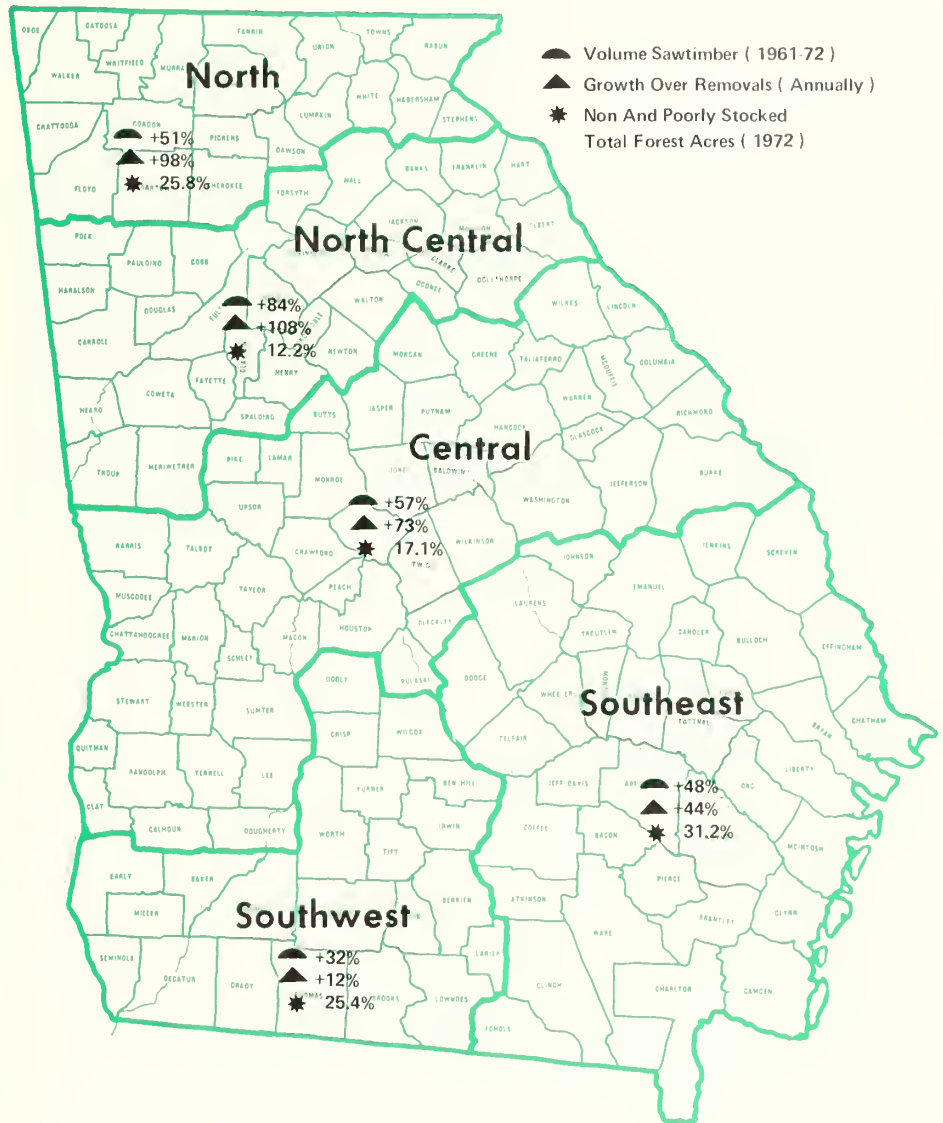 Volume Sawtimber ( 1961-72 )
Growth Over Removals ( Annually )
Non And Poorly Stocked
Total Forest Acres ( 1972 )
North
+51%
+98%
25.8%
North Central
+84%
+108%
12.2%
Central
+57%
+73%
17.1%
Southeast
+48%
+44%
31.2%
Southwest
+32%
+12%
25.4%
CATOOSA
FANNIN
UNION
TOWNS
RABUN
WALKER
WHITFIELD
WHITE
HABERSHAM
LUMPKIN
STEPHENS
CHATTOOGA
GORDON
PICKENS
DAWSON
FLOYD
CHEROKEE
BANKS
FRANKLIN
HART
FORSYTH
HALL
JACKSON
CLARKE
OCONEE
OGLETHORPE
POLK
PAULDING
COBB
HARALSON
DOUGLAS
CARROLL
WALTON
WILKES
LINCOLN
NEWTON
MORGAN
GREENE
TALIAFERRO
MCDUFFIE
COLUMBIA
FAYETTE
HENRY
COWETA
HEARD
SPALDING
BUTTS
JASPER
PUTNAM
HANCOCK
WARREN
GLASCOCK
RICHMOND
TROUP
MERIWETHER
PIKE
LAMAR
MONROE
BALDWIN
WASHINGTON
JEFFERSON
BURKE
UPSON
WILKINSON
HARRIS
TALBOT
CRAWFORD
JOHNSON
JENKINS
SCREVEN
MUSCOGEE
TAYLOR
PEACH
LAURENS
EMANUEL
CHATTAHOOCHEE
MARION
MACON
HOUSTON
BLECKLEY
TREUTLEN
CANDLER
BULLOCH
EFFINGHAM
SCHLEY
DOOLY
PULASKI
DODGE
WHEELER
STEWART
WEBSTER
SUMTER
CRISP
WILCOX
TELFAIR
TATTNAL
BRYAN
CHATHAM
QUITMAN
RANDOLPH
TERRELL
LEE
TURNER
BEN HILL
JEFF DAVIS
LIBERTY
CLAY
CALHOUN
DOUGHERTY
WORTH
IRWIN
COFFEE
BACON
MCINTOSH
TIFT
EARLY
BAKER
PIERCE
ATKINSON
MILLER
BERRIEN
WARE
BRANTLEY
GLYNN
SEMINOLE
DECATUR
GRADY
BROOKS
LOWNDES
LANIER
CLINCH
CHARLTON
CAMDEN
ECHOLS